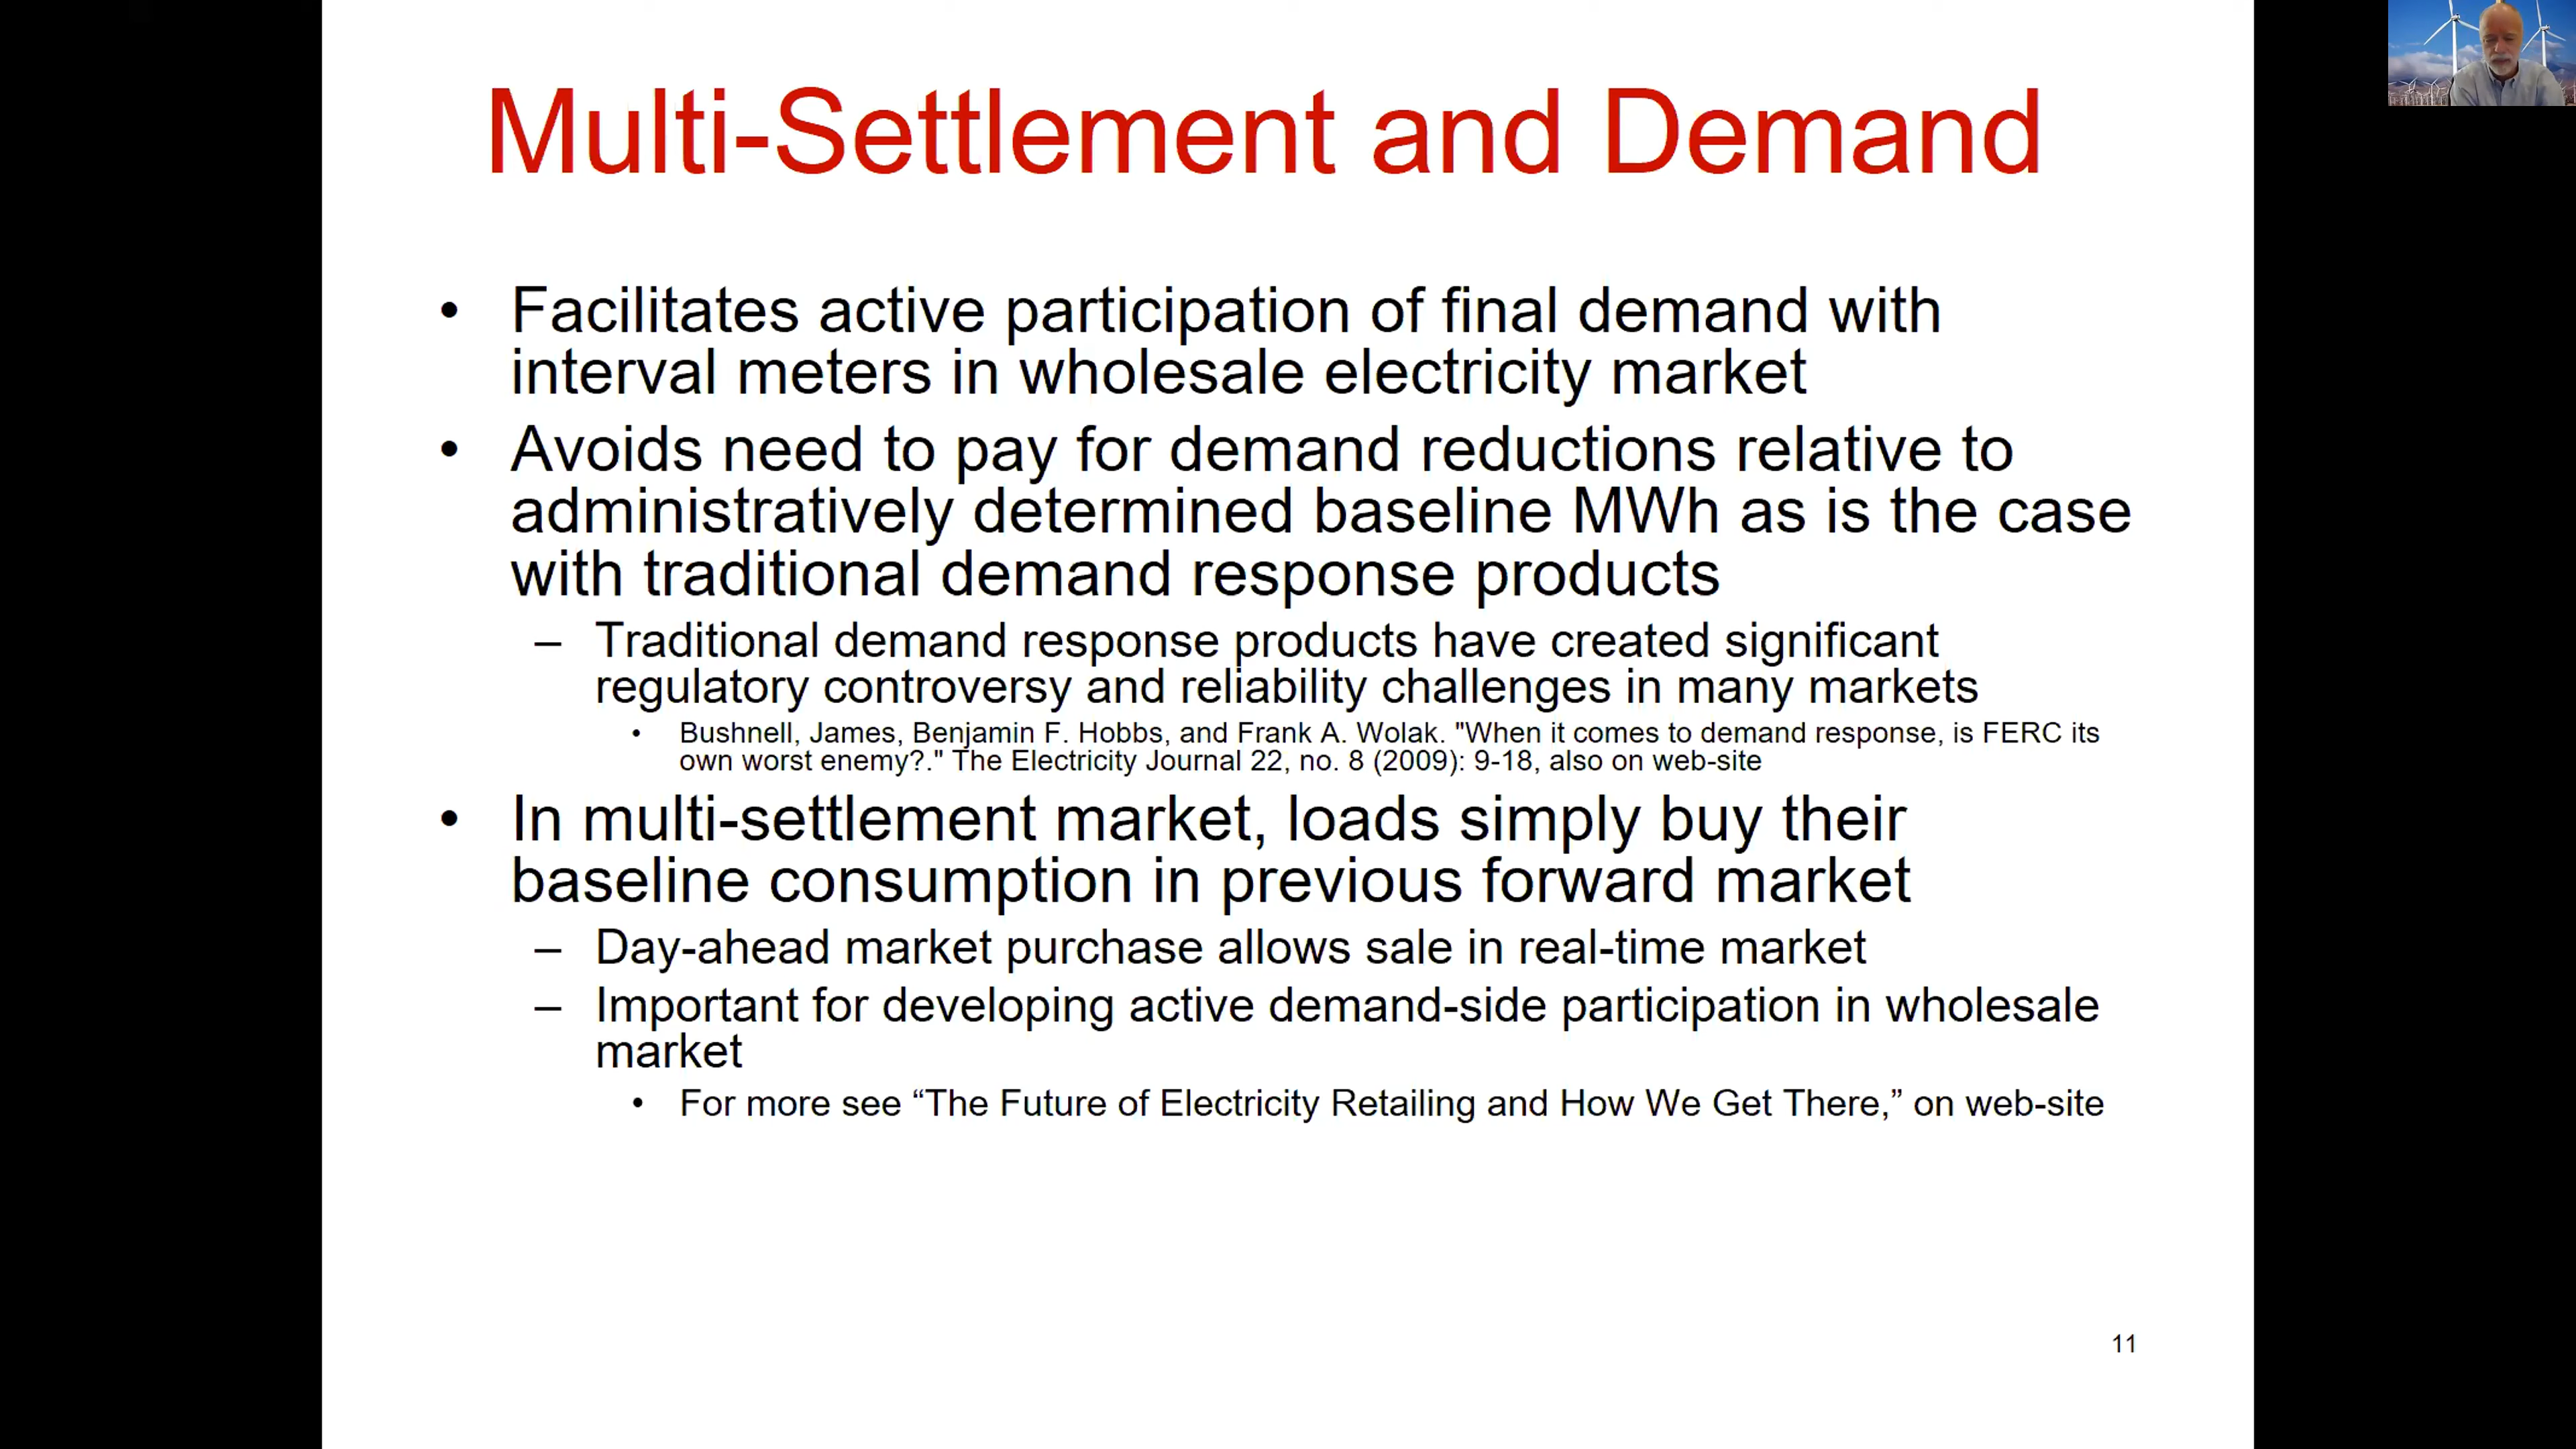 Multi-Settlement and Demand
• Facilitates active participation of final demand with
interval meters in wholesale electricity market
• Avoids need to pay for demand reductions relative to
administratively determined baseline MWh as is the case
with traditional demand response products
– Traditional demand response products have created significant
regulatory controversy and reliability challenges in many markets
• Bushnell, James, Benjamin F. Hobbs, and Frank A. Wolak. "When it comes to demand response, is FERC its
own worst enemy?." The Electricity Journal 22, no. 8 (2009): 9-18, also on web-site
• In multi-settlement market, loads simply buy their
baseline consumption in previous forward market
– Day-ahead market purchase allows sale in real-time market
– Important for developing active demand-side participation in wholesale
market
• For more see “The Future of Electricity Retailing and How We Get There,” on web-site
11